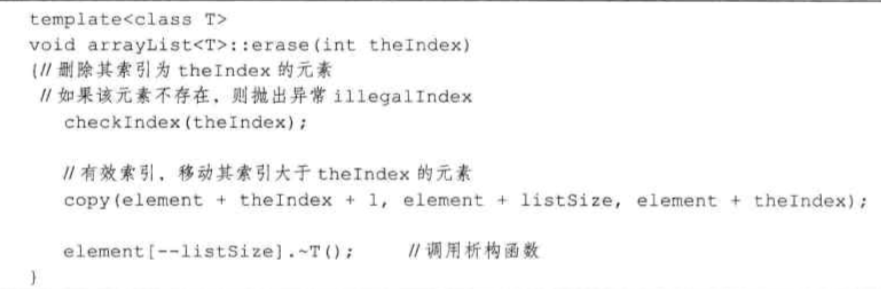 template<class T>
void arrayList<T>::erase(int theIndex)
{// 删除其索引为 theIndex 的元素
// 如果该元素不存在，则抛出异常 illegalIndex
checkIndex(theIndex);
// 有效索引，移动其索引大于 theIndex 的元素
copy(element + theIndex + 1, element + listSize, element + theIndex);
element[--listSize].~T(); // 调用析构函数
}